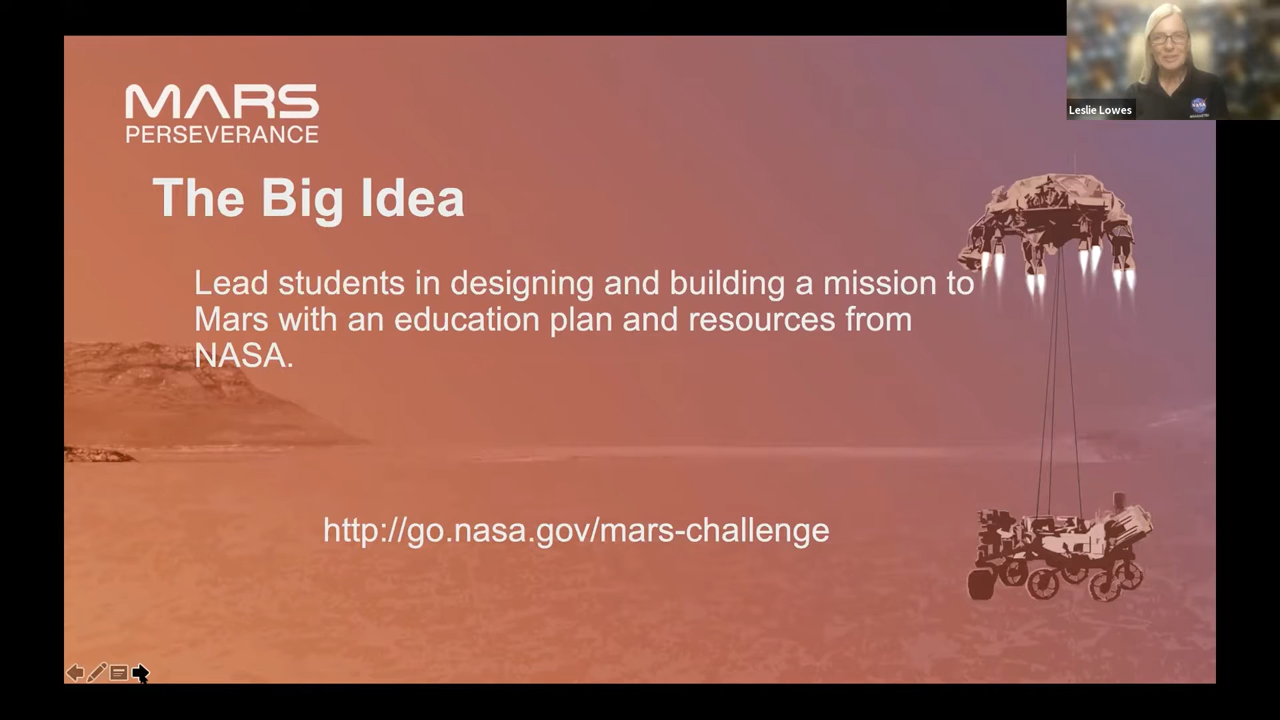 MARS
PERSEVERANCE
The Big Idea
Lead students in designing and building a mission to
Mars with an education plan and resources from
NASA.
http://go.nasa.gov/mars-challenge
Leslie Lowes
NASA